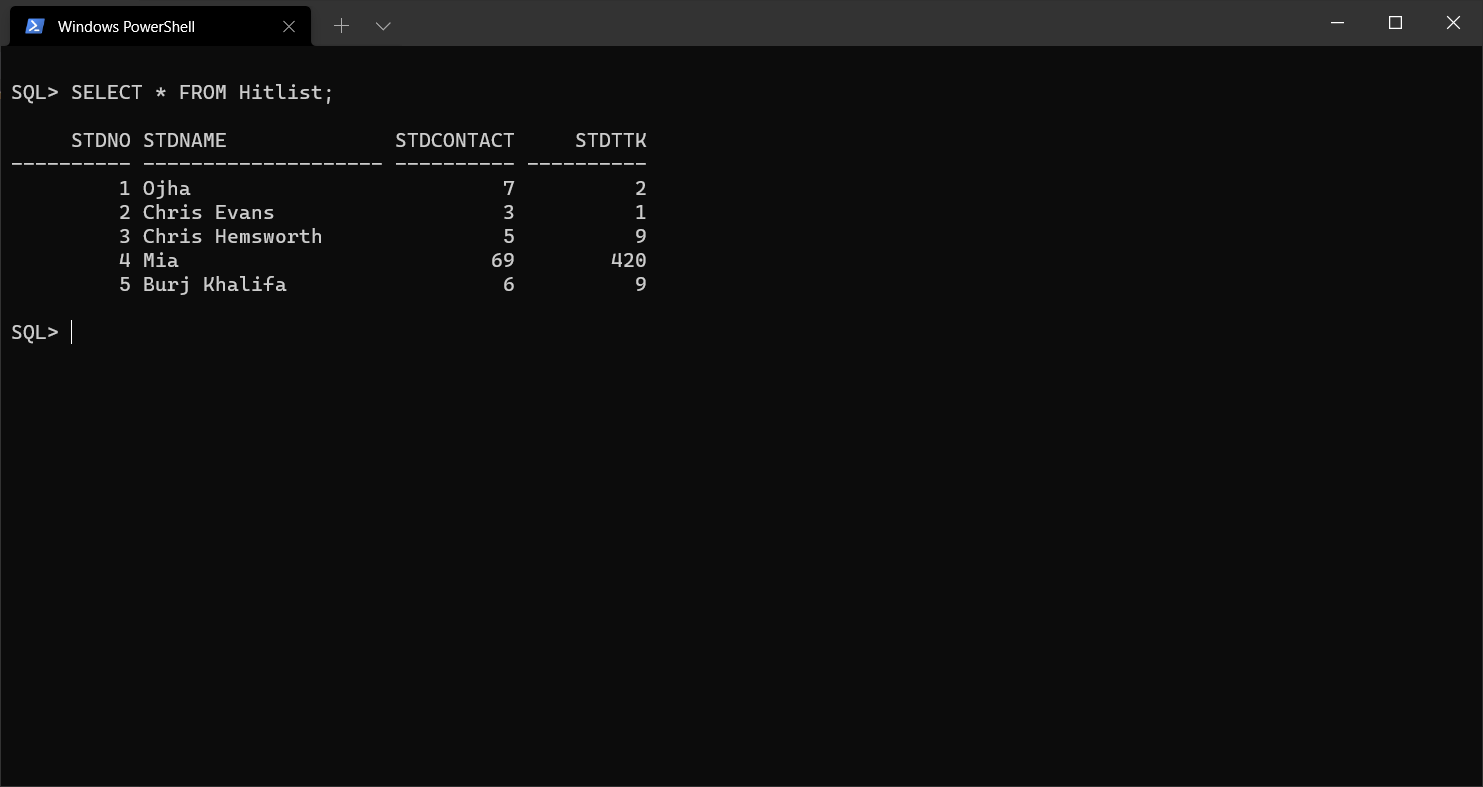 Windows PowerShell
SQL> SELECT * FROM Hitlist;
     STDNO STDNAME              STDCONTACT     STDTTK
---------- -------------------- ---------- ----------
         1 Ojha                          7          2
         2 Chris Evans                   3          1
         3 Chris Hemsworth               5          9
         4 Mia                          69        420
         5 Burj Khalifa                  6          9
SQL>